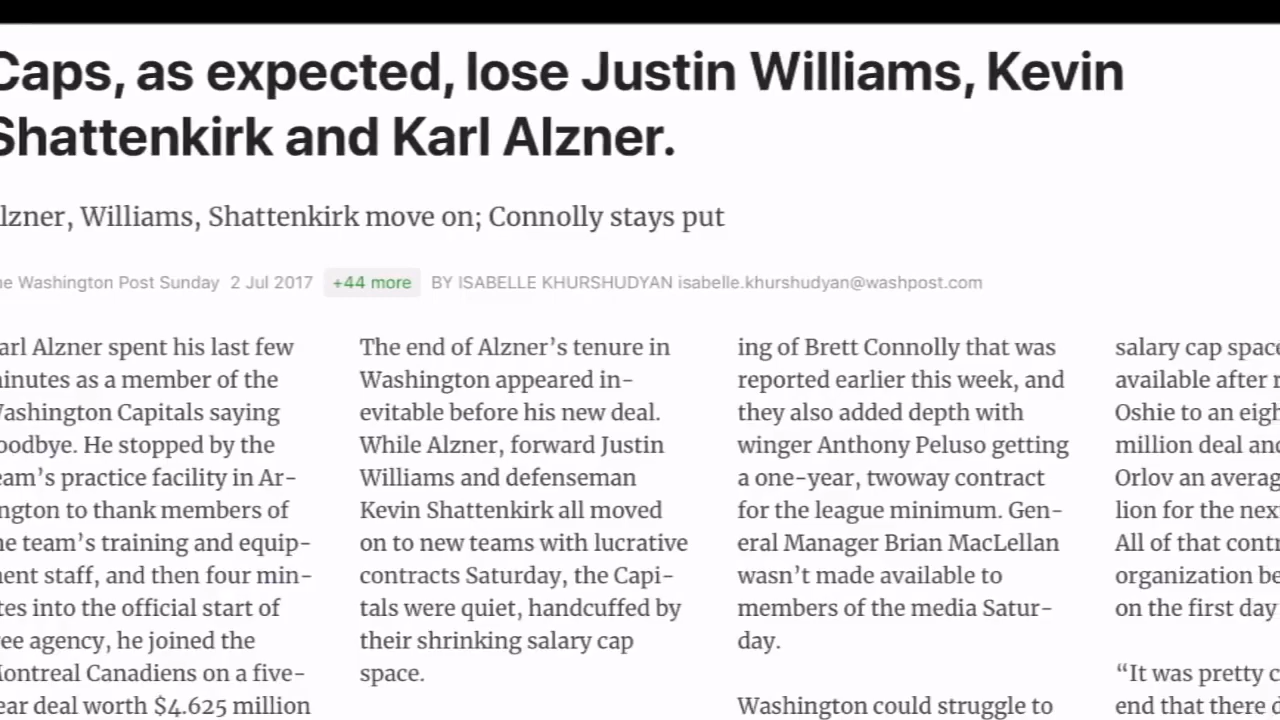 Caps, as expected, lose Justin Williams, Kevin
Shattenkirk and Karl Alzner.
lzner, Williams, Shattenkirk move on; Connolly stays put
e Washington Post Sunday 2 Jul 2017 +44 more BY ISABELLE KHURSHUDYAN isabelle.khurshudyan@washpost.com
arl Alzner spent his last few
inutes as a member of the
ashington Capitals saying
oodbye. He stopped by the
eam's practice facility in Ar-
ngton to thank members of
e team's training and equip-
ent staff, and then four min-
tes into the official start of
ee agency, he joined the
ontreal Canadiens on a five-
ear deal worth $4.625 million
The end of Alzner's tenure in
Washington appeared in-
evitable before his new deal.
While Alzner, forward Justin
Williams and defenseman
Kevin Shattenkirk all moved
on to new teams with lucrative
contracts Saturday, the Capi-
tals were quiet, handcuffed by
their shrinking salary cap
space.
ing of Brett Connolly that was
reported earlier this week, and
they also added depth with
winger Anthony Peluso getting
a one-year, twoway contract
for the league minimum. Gen-
eral Manager Brian MacLellan
wasn't made available to
members of the media Satur-
day.
Washington could struggle to
salary cap space
available after r
Oshie to an eigh
million deal and
Orlov an averag
lion for the nex
All of that contr
organization be
on the first day
“It was pretty c
end that there d